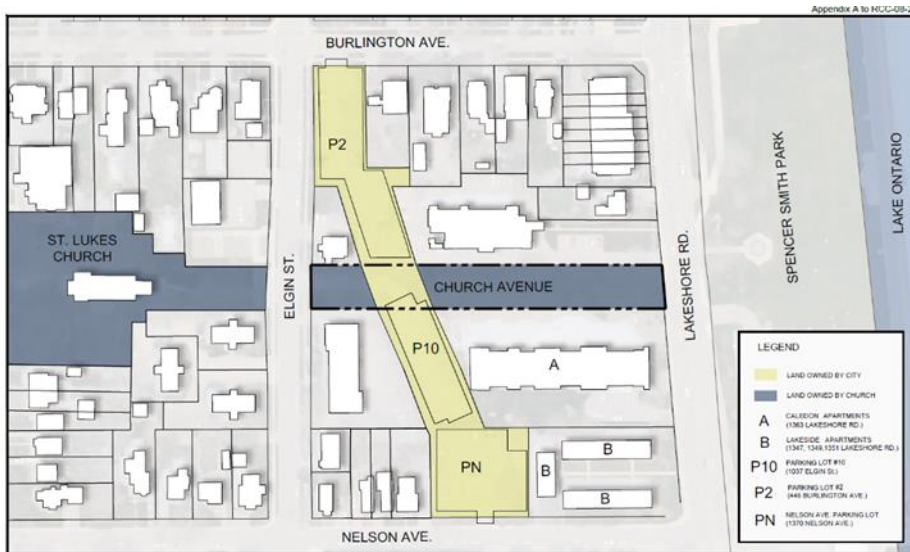 Appendix A to RCC-08-2
BURLINGTON AVE.
P2
ST. LUKES
CHURCH
ELGIN ST.
CHURCH AVENUE
LAKESHORE RD.
SPENCER SMITH PARK
LAKE ONTARIO
P10
A
PN
B
B
B
NELSON AVE.
LEGEND
LAND OWNED BY CITY
LAND OWNED BY CHURCH
A CALEDON APARTMENTS
(1363 LAKESHORE RD.)
B LAKESIDE APARTMENTS
(1347, 1349, 1351 LAKESHORE RD.)
P10 PARKING LOT #10
(1037 ELGIN St.)
P2 PARKING LOT #2
(446 BURLINGTON AVE.)
PN NELSON AVE. PARKING LOT
(1370 NELSON AVE.)